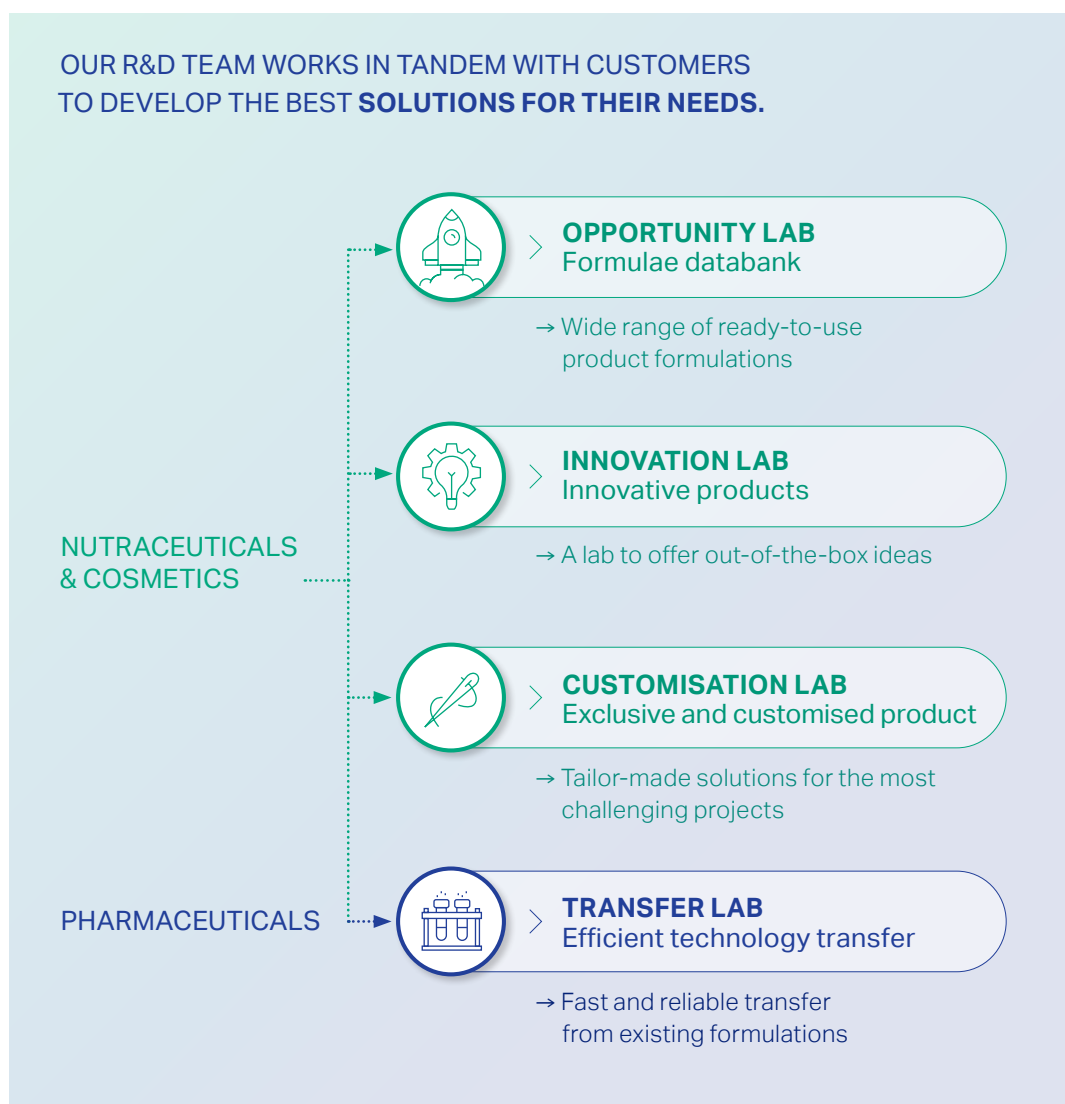 OUR R&D TEAM WORKS IN TANDEM WITH CUSTOMERS
TO DEVELOP THE BEST SOLUTIONS FOR THEIR NEEDS.
OPPORTUNITY LAB
Formulae databank
→ Wide range of ready-to-use
product formulations
INNOVATION LAB
Innovative products
→ A lab to offer out-of-the-box ideas
NUTRACEUTICALS
& COSMETICS
CUSTOMISATION LAB
Exclusive and customised product
→ Tailor-made solutions for the most
challenging projects
PHARMACEUTICALS
TRANSFER LAB
Efficient technology transfer
→ Fast and reliable transfer
from existing formulations